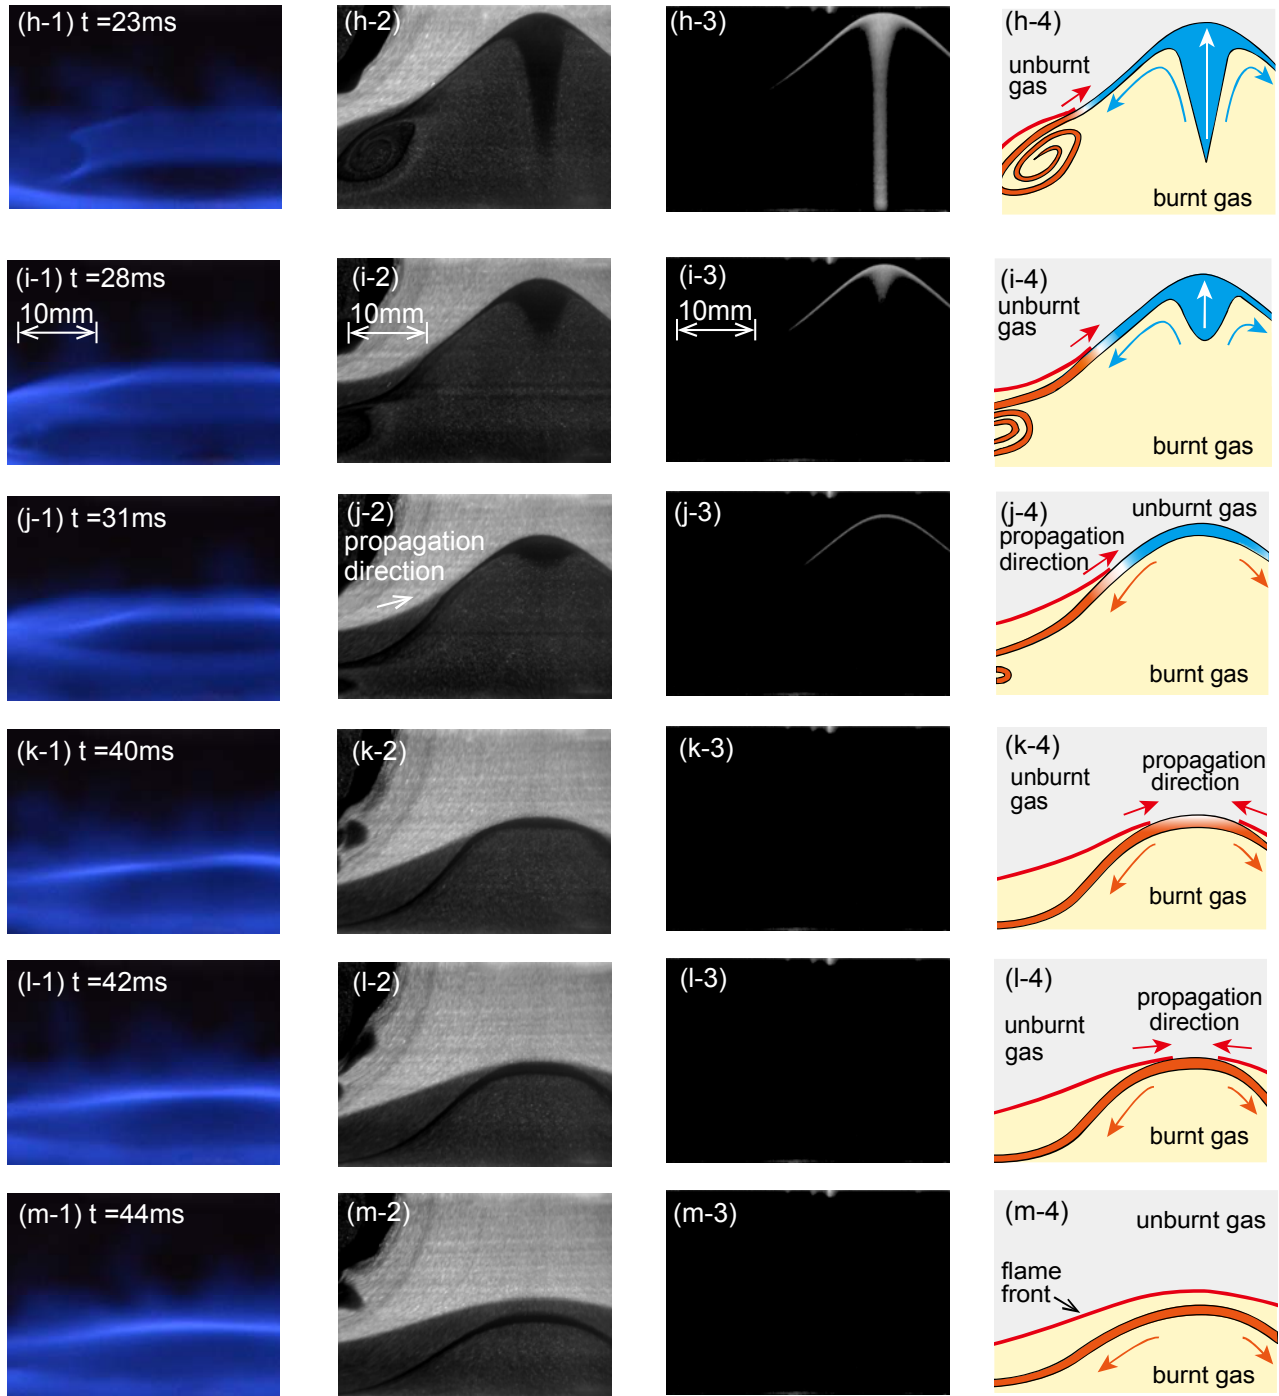 (h-1) t =23ms
(h-2)
(h-3)
(h-4)
unburnt
gas
burnt gas
(i-1) t =28ms
10mm
(i-2)
10mm
(i-3)
10mm
(i-4)
unburnt
gas
burnt gas
(j-1) t =31ms
(j-2)
propagation
direction
(j-3)
(j-4)
unburnt gas
propagation
direction
burnt gas
(k-1) t =40ms
(k-2)
(k-3)
(k-4)
unburnt
gas
propagation
direction
burnt gas
(l-1) t =42ms
(l-2)
(l-3)
(l-4)
unburnt
gas
propagation
direction
burnt gas
(m-1) t =44ms
(m-2)
(m-3)
(m-4)
unburnt gas
flame
front
burnt gas